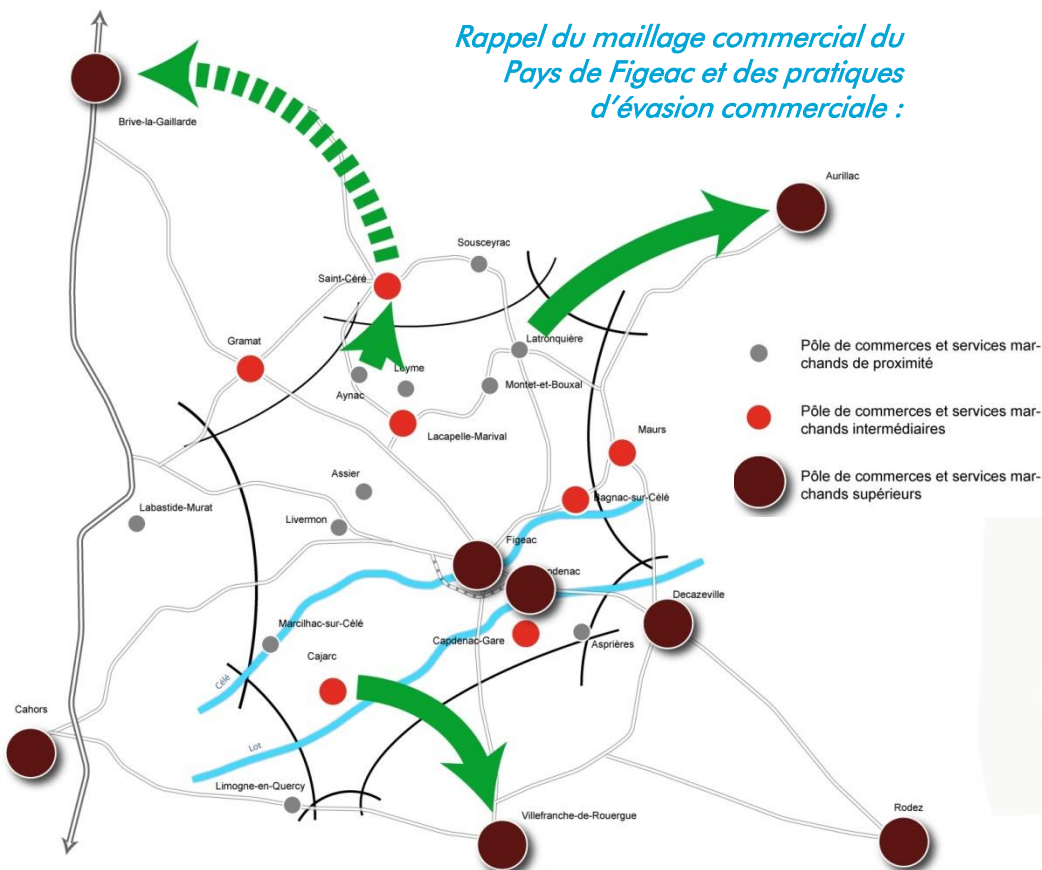 Rappel du maillage commercial du
Pays de Figeac et des pratiques
d'évasion commerciale :
Brive-la-Gaillarde
Aurillac
Sousceyrac
Saint-Céré
Gramat
Latronquière
Leyme
Aynac
Montet-et-Bouxal
Lacapelle-Marival
Maurs
Assier
Bagnac-sur-Célé
Labastide-Murat
Livermon
Figeac
Decazeville
Marcilhac-sur-Célé
Capdenac-Gare
Asprières
Cajarc
Célé
Cahors
Lot
Limogne-en-Quercy
Villefranche-de-Rouergue
Rodez
Pôle de commerces et services mar-
chands de proximité
Pôle de commerces et services mar-
chands intermédiaires
Pôle de commerces et services mar-
chands supérieurs